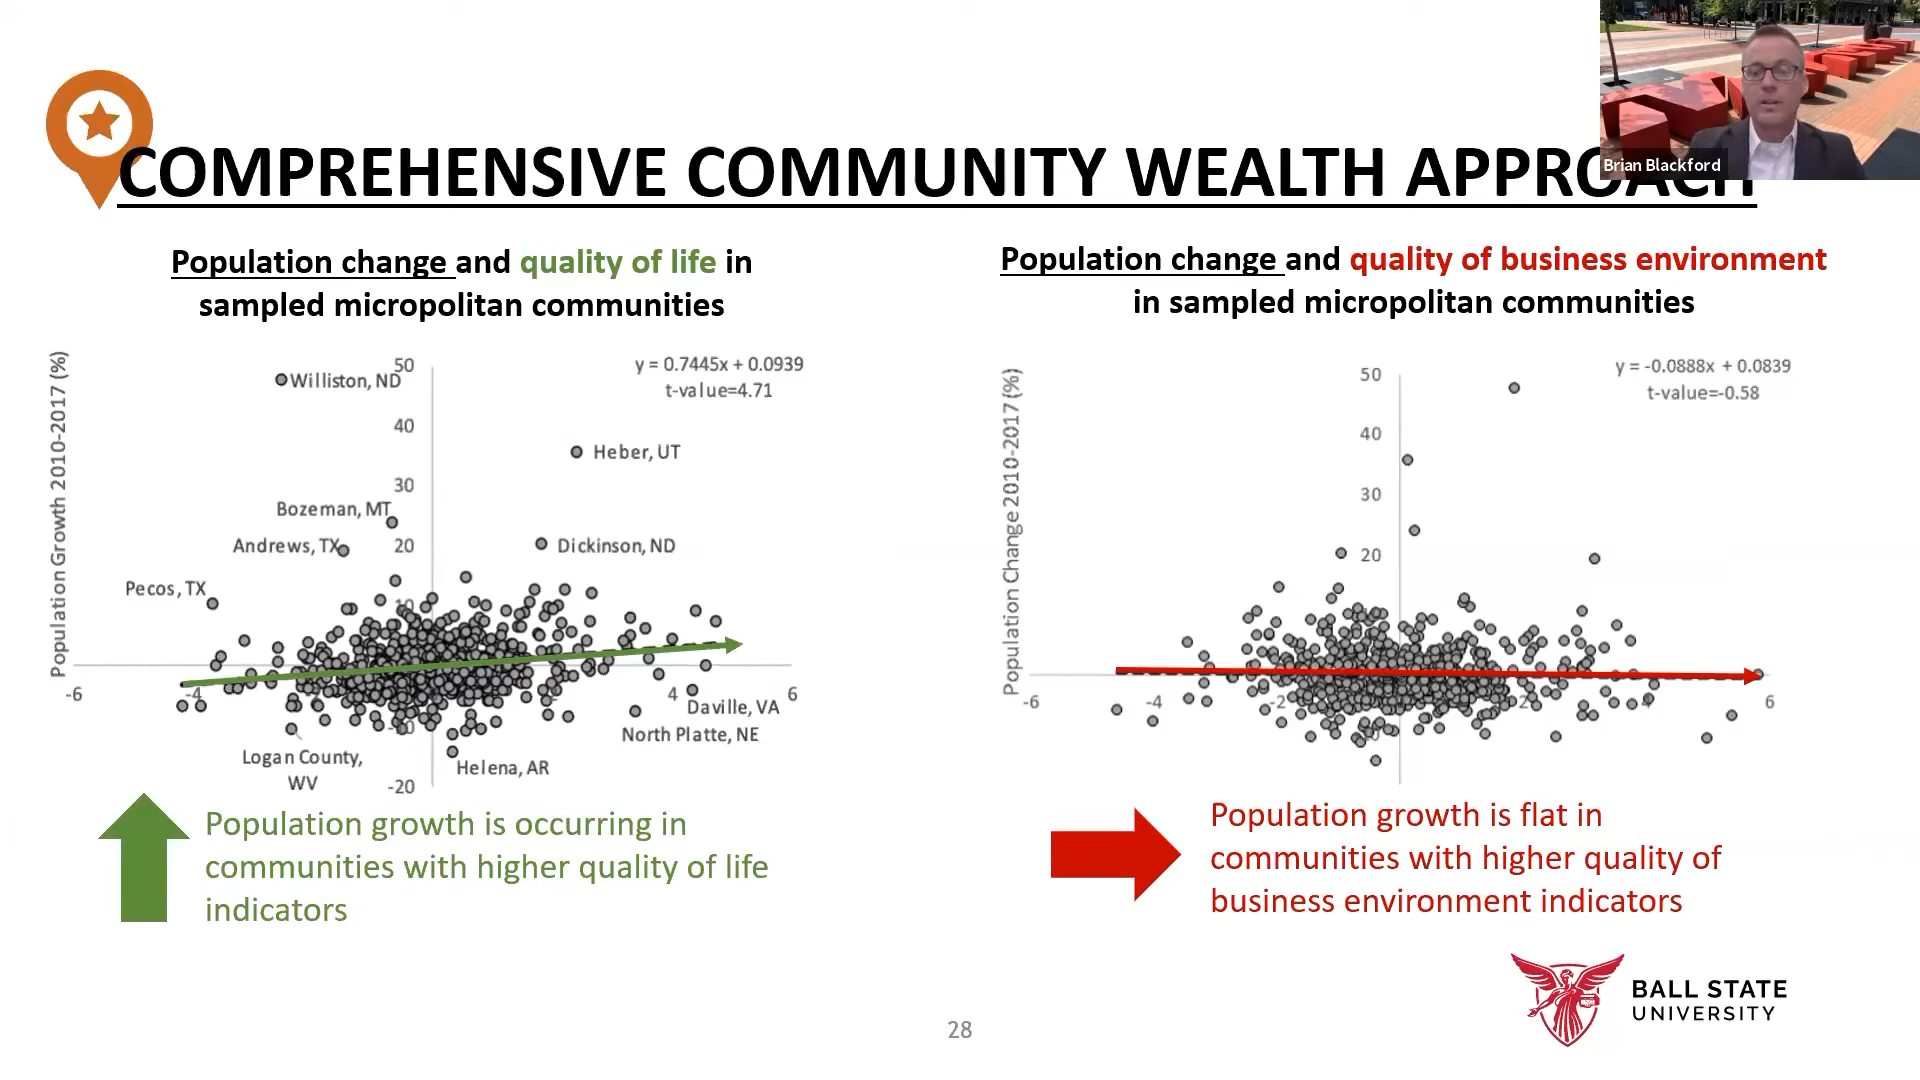 Brian Blackford
COMPREHENSIVE COMMUNITY WEALTH APPROACH
Population change and quality of life in
sampled micropolitan communities
Population Growth 2010-2017 (%)
y = 0.7445x + 0.0939
t-value=4.71
50
Williston, ND
40
Heber, UT
30
Bozeman, MT
Andrews, TX
20
Dickinson, ND
Pecos, TX
10
-6
-4
4
6
Daville, VA
North Platte, NE
Logan County,
WV
Helena, AR
-20
Population growth is occurring in
communities with higher quality of life
indicators
Population change and quality of business environment
in sampled micropolitan communities
Population Change 2010-2017 (%)
y = -0.0888x + 0.0839
t-value=-0.58
50
40
30
20
-6
-4
-2
2
4
6
Population growth is flat in
communities with higher quality of
business environment indicators
BALL STATE
UNIVERSITY
28